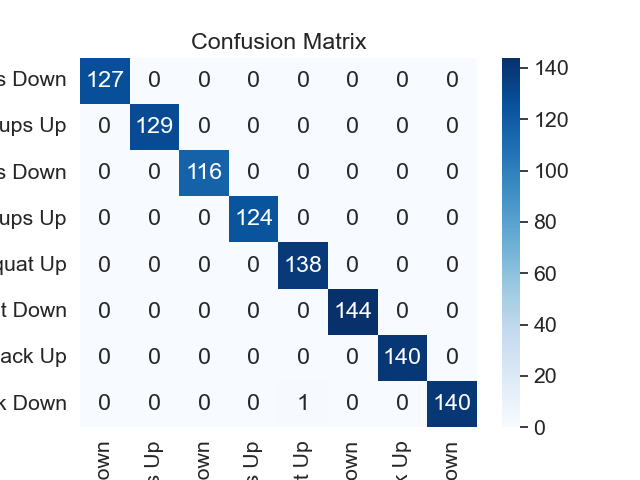 Confusion Matrix
s Down 127 0 0 0 0 0 0 0
ups Up 0 129 0 0 0 0 0 0
s Down 0 0 116 0 0 0 0 0
ups Up 0 0 0 124 0 0 0 0
quat Up 0 0 0 0 138 0 0 0
t Down 0 0 0 0 0 144 0 0
ack Up 0 0 0 0 0 0 140 0
k Down 0 0 0 0 1 0 0 140
own
s Up
own
s Up
t Up
own
k Up
own
140
120
100
80
60
40
20
0